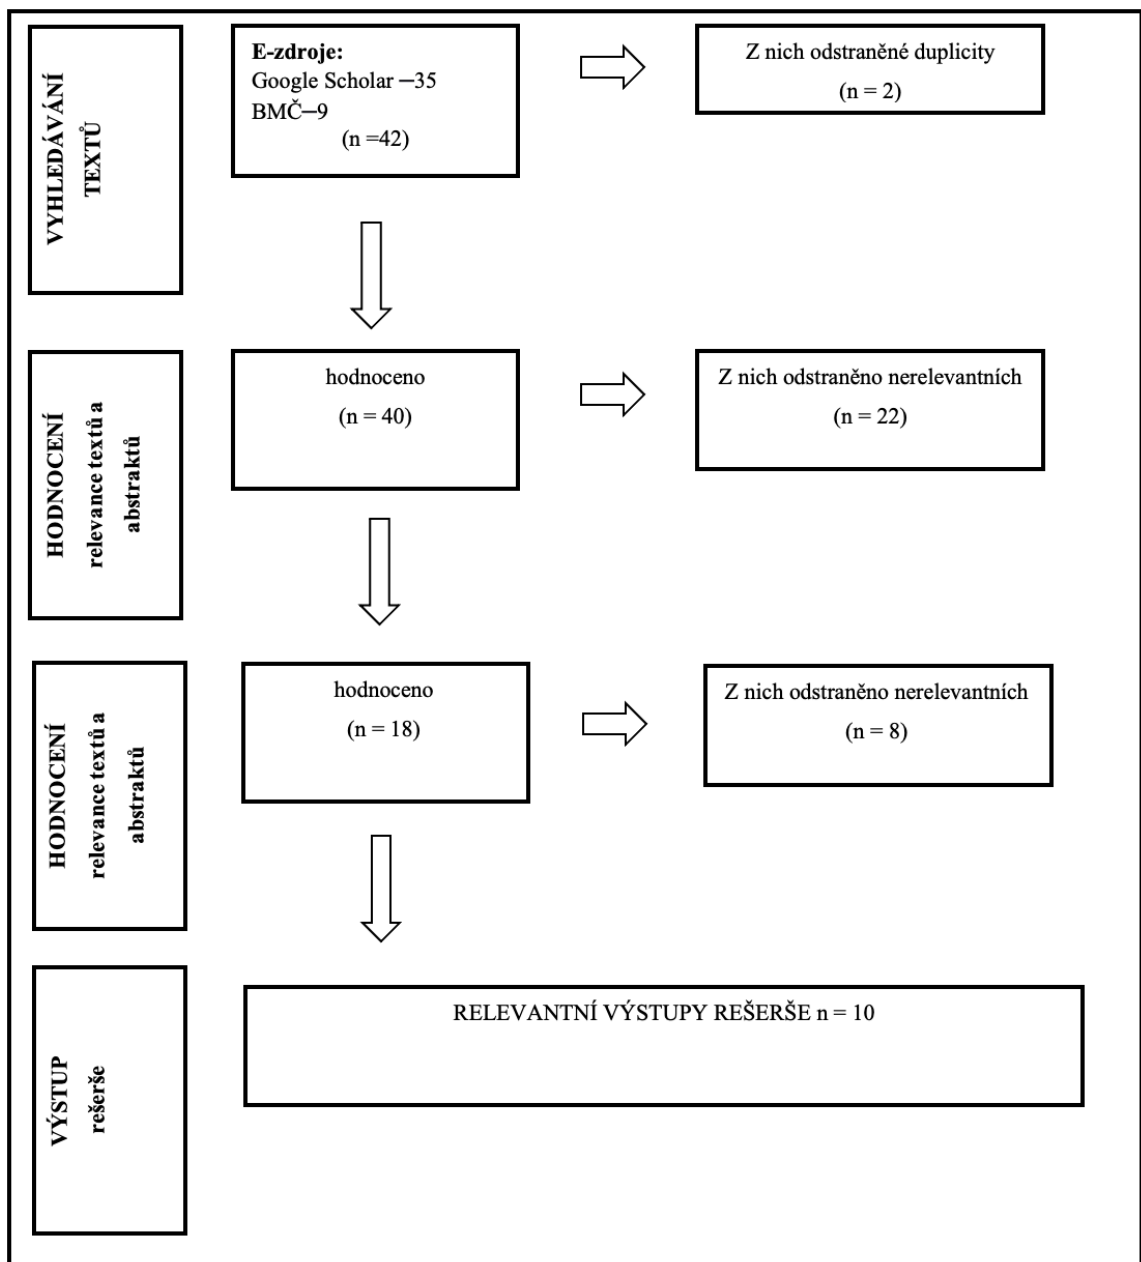 VYHLEDÁVÁNÍ
TEXTŮ
E-zdroje:
Google Scholar –35
BMČ–9
(n =42)
Z nich odstraněné duplicity
(n = 2)
HODNOCENÍ
relevance textů a
abstraktů
hodnoceno
(n = 40)
Z nich odstraněno nerelevantních
(n = 22)
HODNOCENÍ
relevance textů a
abstraktů
hodnoceno
(n = 18)
Z nich odstraněno nerelevantních
(n = 8)
VÝSTUP
rešerše
RELEVANTNÍ VÝSTUPY REŠERŠE n = 10